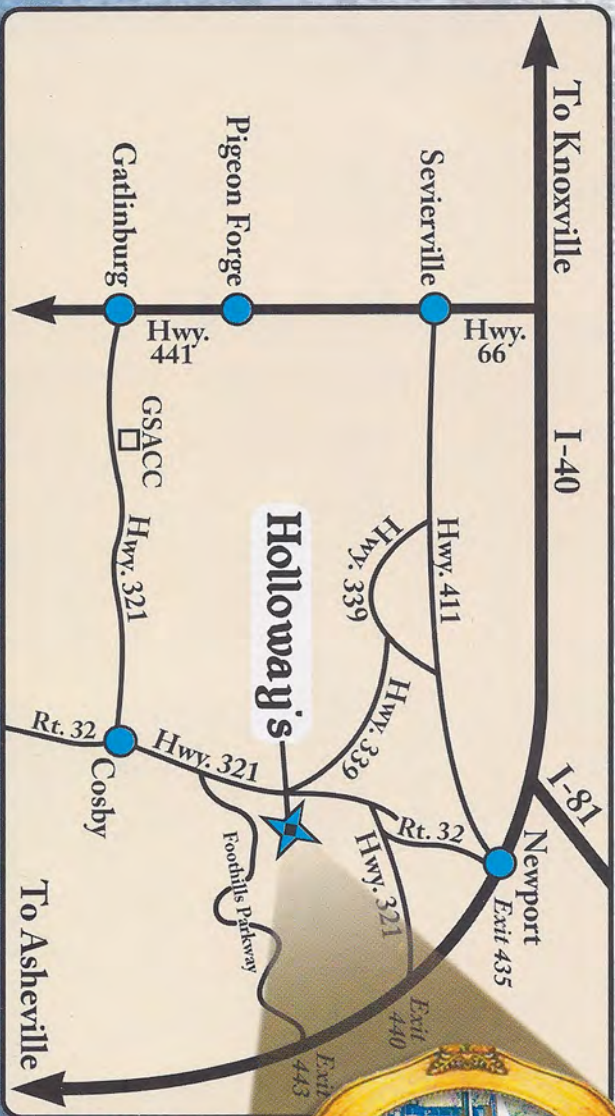 To Knoxville
I-40
I-81
Sevierville
Hwy.
66
Pigeon Forge
Gatlinburg
Hwy.
441
GSACC
Hwy. 321
Hwy. 411
Hwy. 339
Hwy. 339
Holloway's
Newport
Exit 435
Rt. 32
Hwy. 321
Exit
440
Hwy. 321
Rt. 32
Cosby
Foothills Parkway
Exit
443
To Asheville